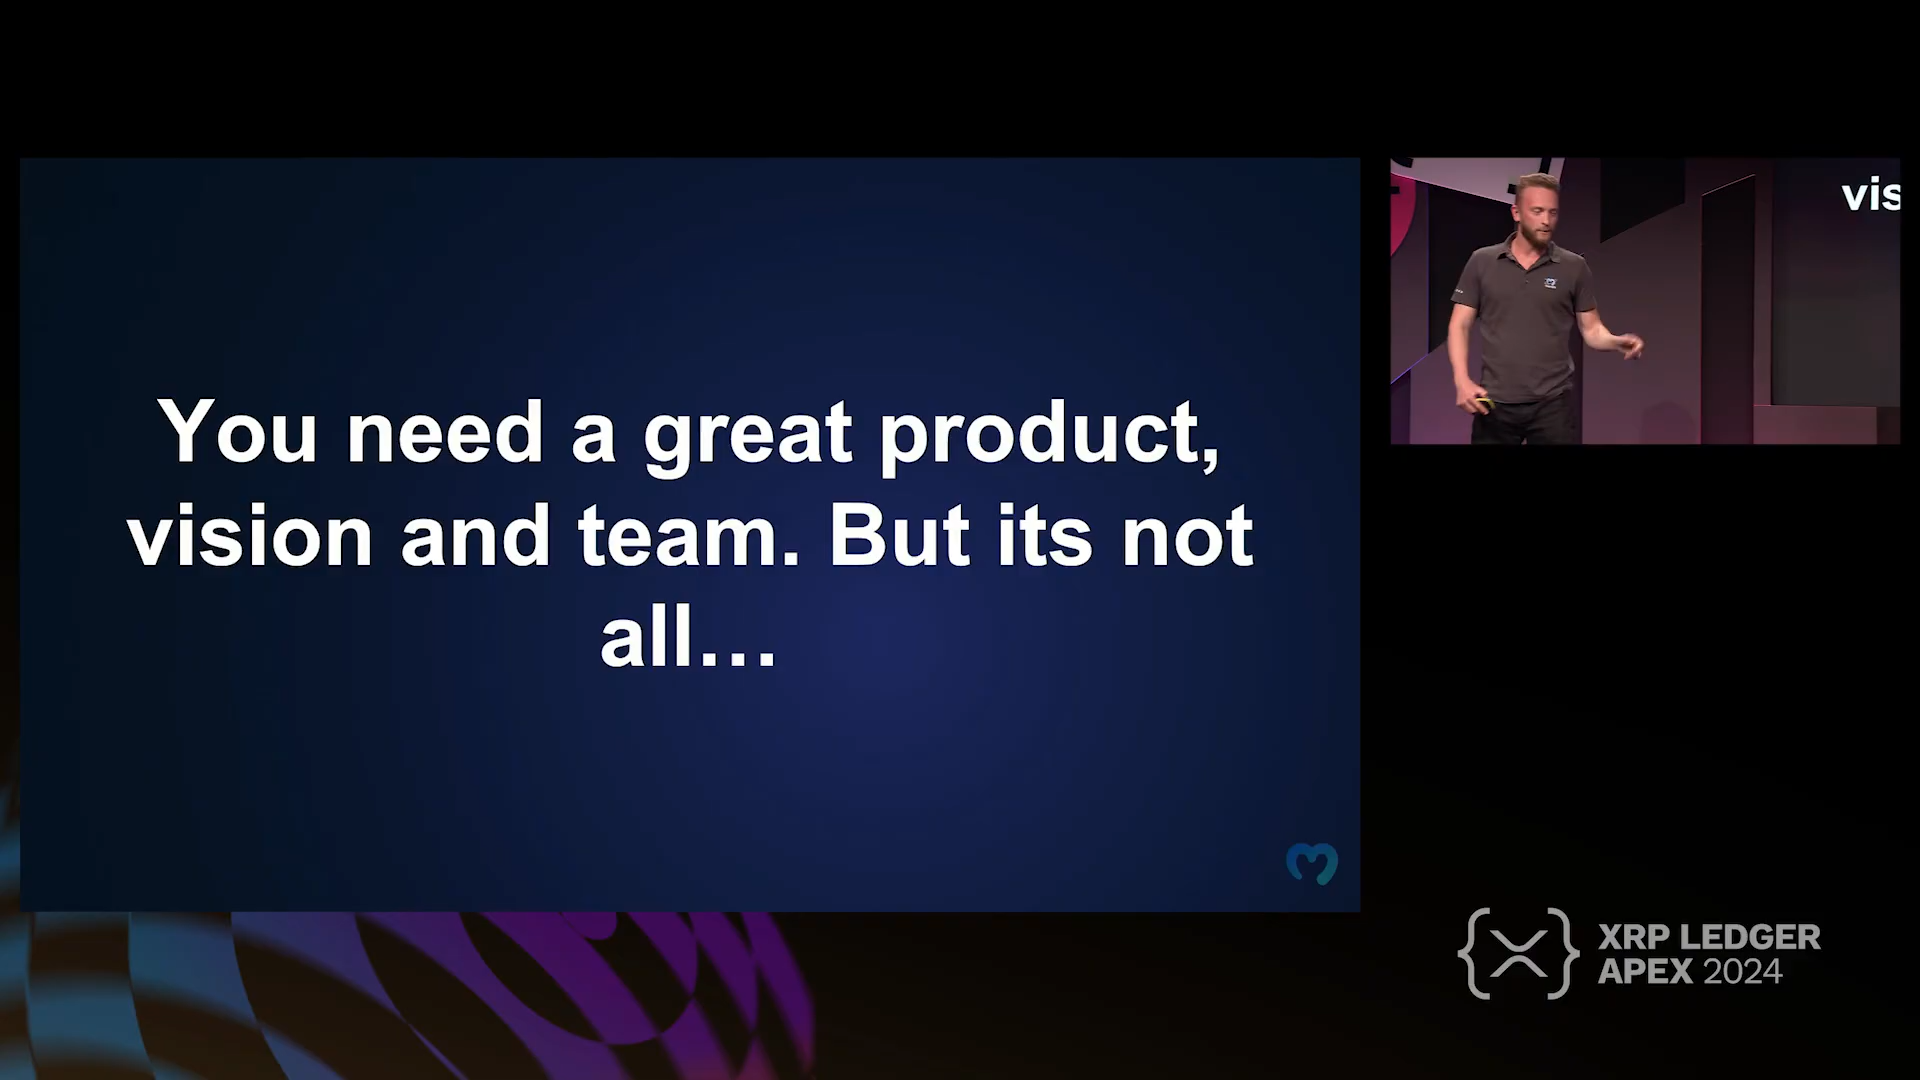 You need a great product,
vision and team. But its not
all...
vis
XRP LEDGER
APEX 2024